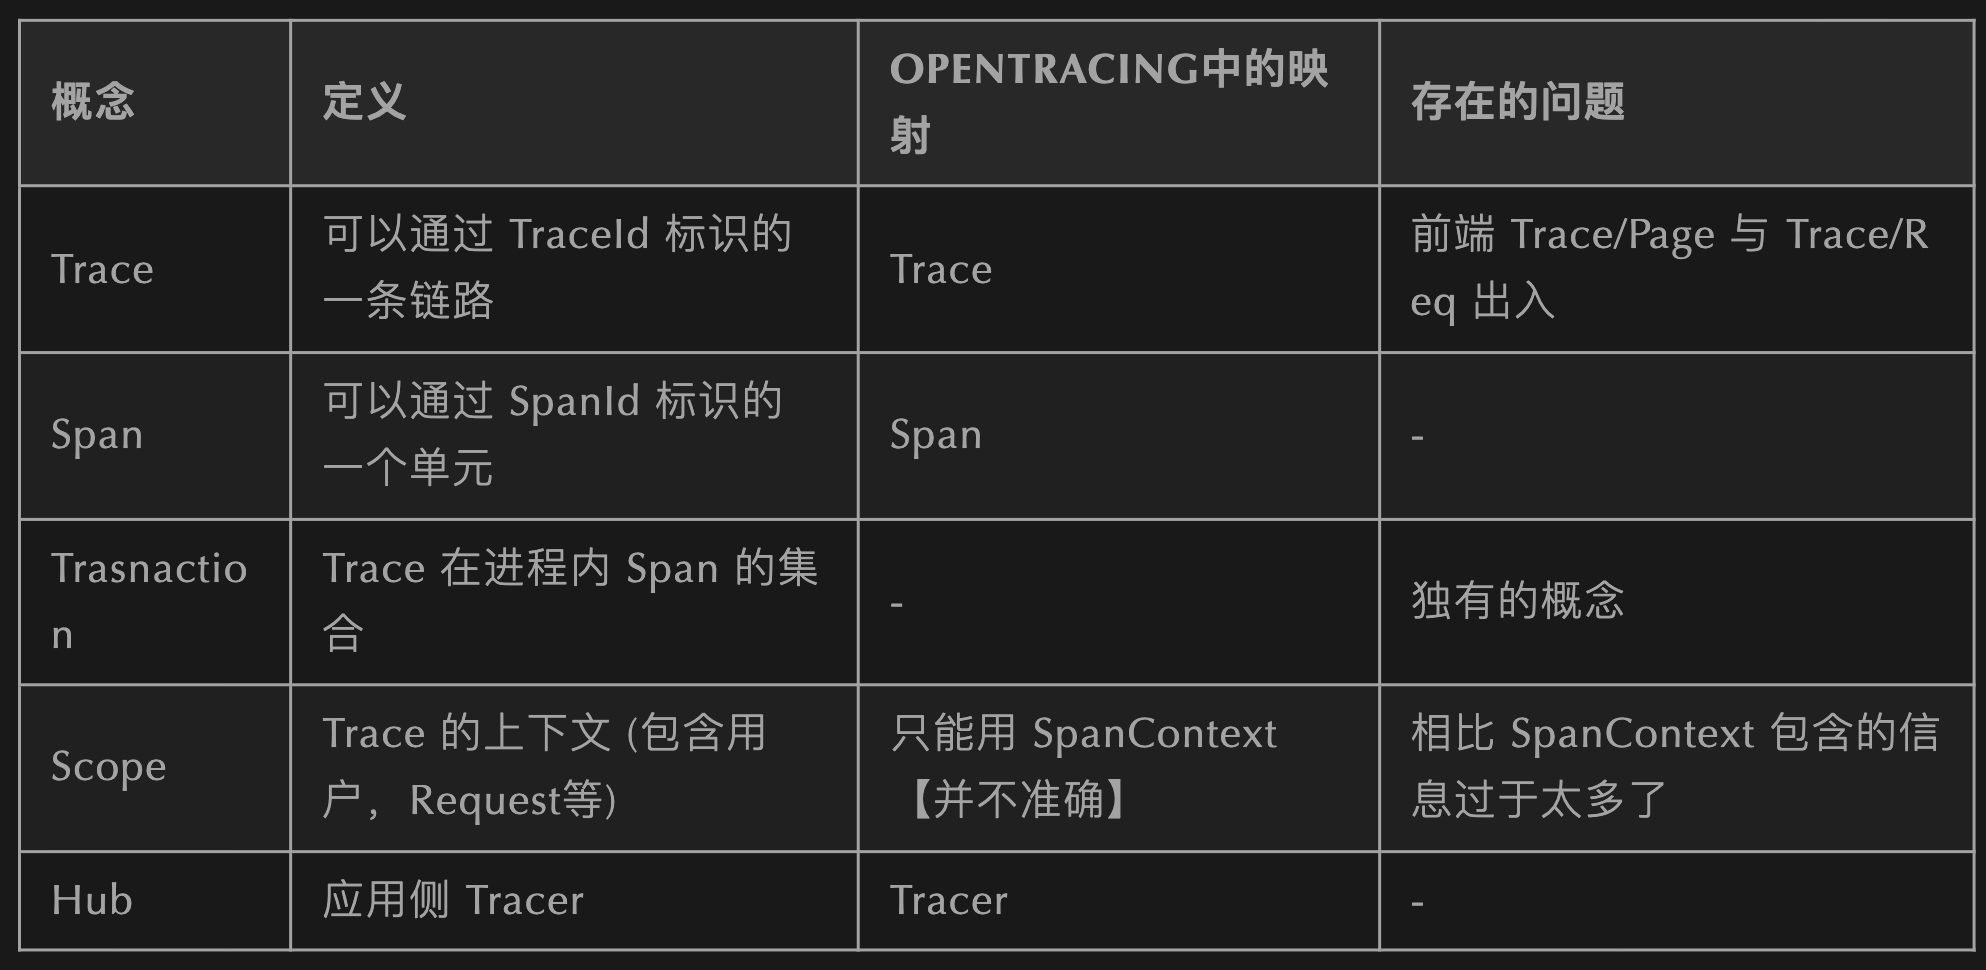 概念
定义
OPENTRACING中的映
射
存在的问题
Trace
可以通过 TraceId 标识的
一条链路
Trace
前端 Trace/Page 与 Trace/R
eq 出入
Span
可以通过 SpanId 标识的
一个单元
Span
-
Trasnactio
n
Trace 在进程内 Span 的集
合
-
独有的概念
Scope
Trace 的上下文 (包含用
户，Request等)
只能用 SpanContext
【并不准确】
相比 SpanContext 包含的信
息过于太多了
Hub
应用侧 Tracer
Tracer
-